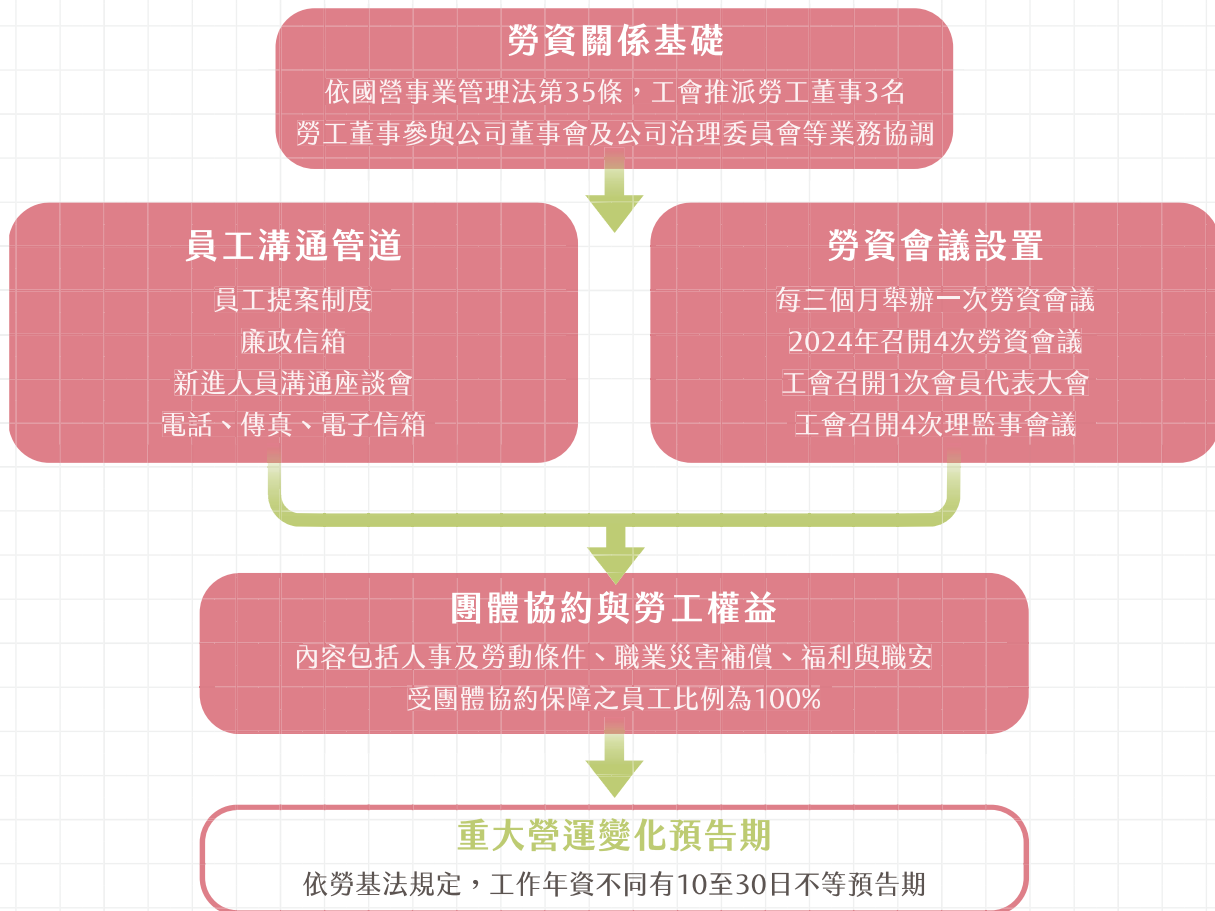 勞資關係基礎
依國營事業管理法第35條，工會推派勞工董事3名
勞工董事參與公司董事會及公司治理委員會等業務協調
員工溝通管道
員工提案制度
廉政信箱
新進人員溝通座談會
電話、傳真、電子信箱
勞資會議設置
每三個月舉辦一次勞資會議
2024年召開4次勞資會議
工會召開1次會員代表大會
工會召開4次理監事會議
團體協約與勞工權益
內容包括人事及勞動條件、職業災害補償、福利與職安
受團體協約保障之員工比例為100%
重大營運變化預告期
依勞基法規定，工作年資不同有10至30日不等預告期